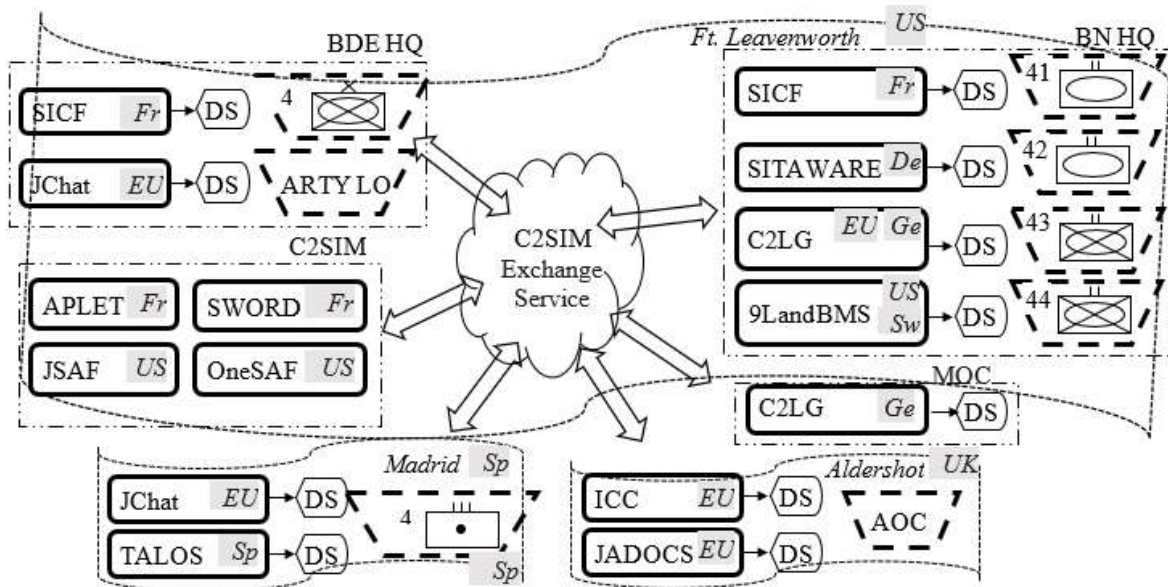 BDE HQ
SICF Fr DS 4
JChat EU DS ARTY LO
C2SIM
APLET Fr SWORD Fr
JSAF US OneSAF US
C2SIM
Exchange
Service
Ft. Leavenworth US
BN HQ
SICF Fr DS 41
SITAWARE De DS 42
C2LG EU Ge DS 43
9LandBMS US Sw DS 44
MOC
C2LG Ge DS
Madrid Sp
JChat EU DS 4
TALOS Sp DS
Sp
Aldershot UK
ICC EU DS
AOC
JADOCS EU DS